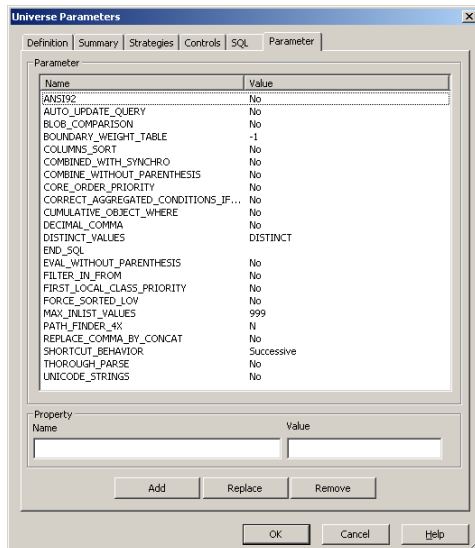 Universe Parameters
Definition Summary Strategies Controls SQL Parameter
Parameter
Name Value
ANSI92 No
AUTO_UPDATE_QUERY No
BLOB_COMPARISON No
BOUNDARY_WEIGHT_TABLE -1
COLUMNS_SORT No
COMBINED_WITH_SYNCHRO No
COMBINE_WITHOUT_PARENTHESIS No
CORE_ORDER_PRIORITY No
CORRECT_AGGREGATED_CONDITIONS_IF... No
CUMULATIVE_OBJECT_WHERE No
DECIMAL_COMMA No
DISTINCT_VALUES DISTINCT
END_SQL
EVAL_WITHOUT_PARENTHESIS No
FILTER_IN_FROM No
FIRST_LOCAL_CLASS_PRIORITY No
FORCE_SORTED_LOV No
MAX_INLIST_VALUES 999
PATH_FINDER_4X N
REPLACE_COMMA_BY_CONCAT No
SHORTCUT_BEHAVIOR Successive
THOROUGH_PARSE No
UNICODE_STRINGS No
Property
Name Value
Add Replace Remove
OK Cancel Help